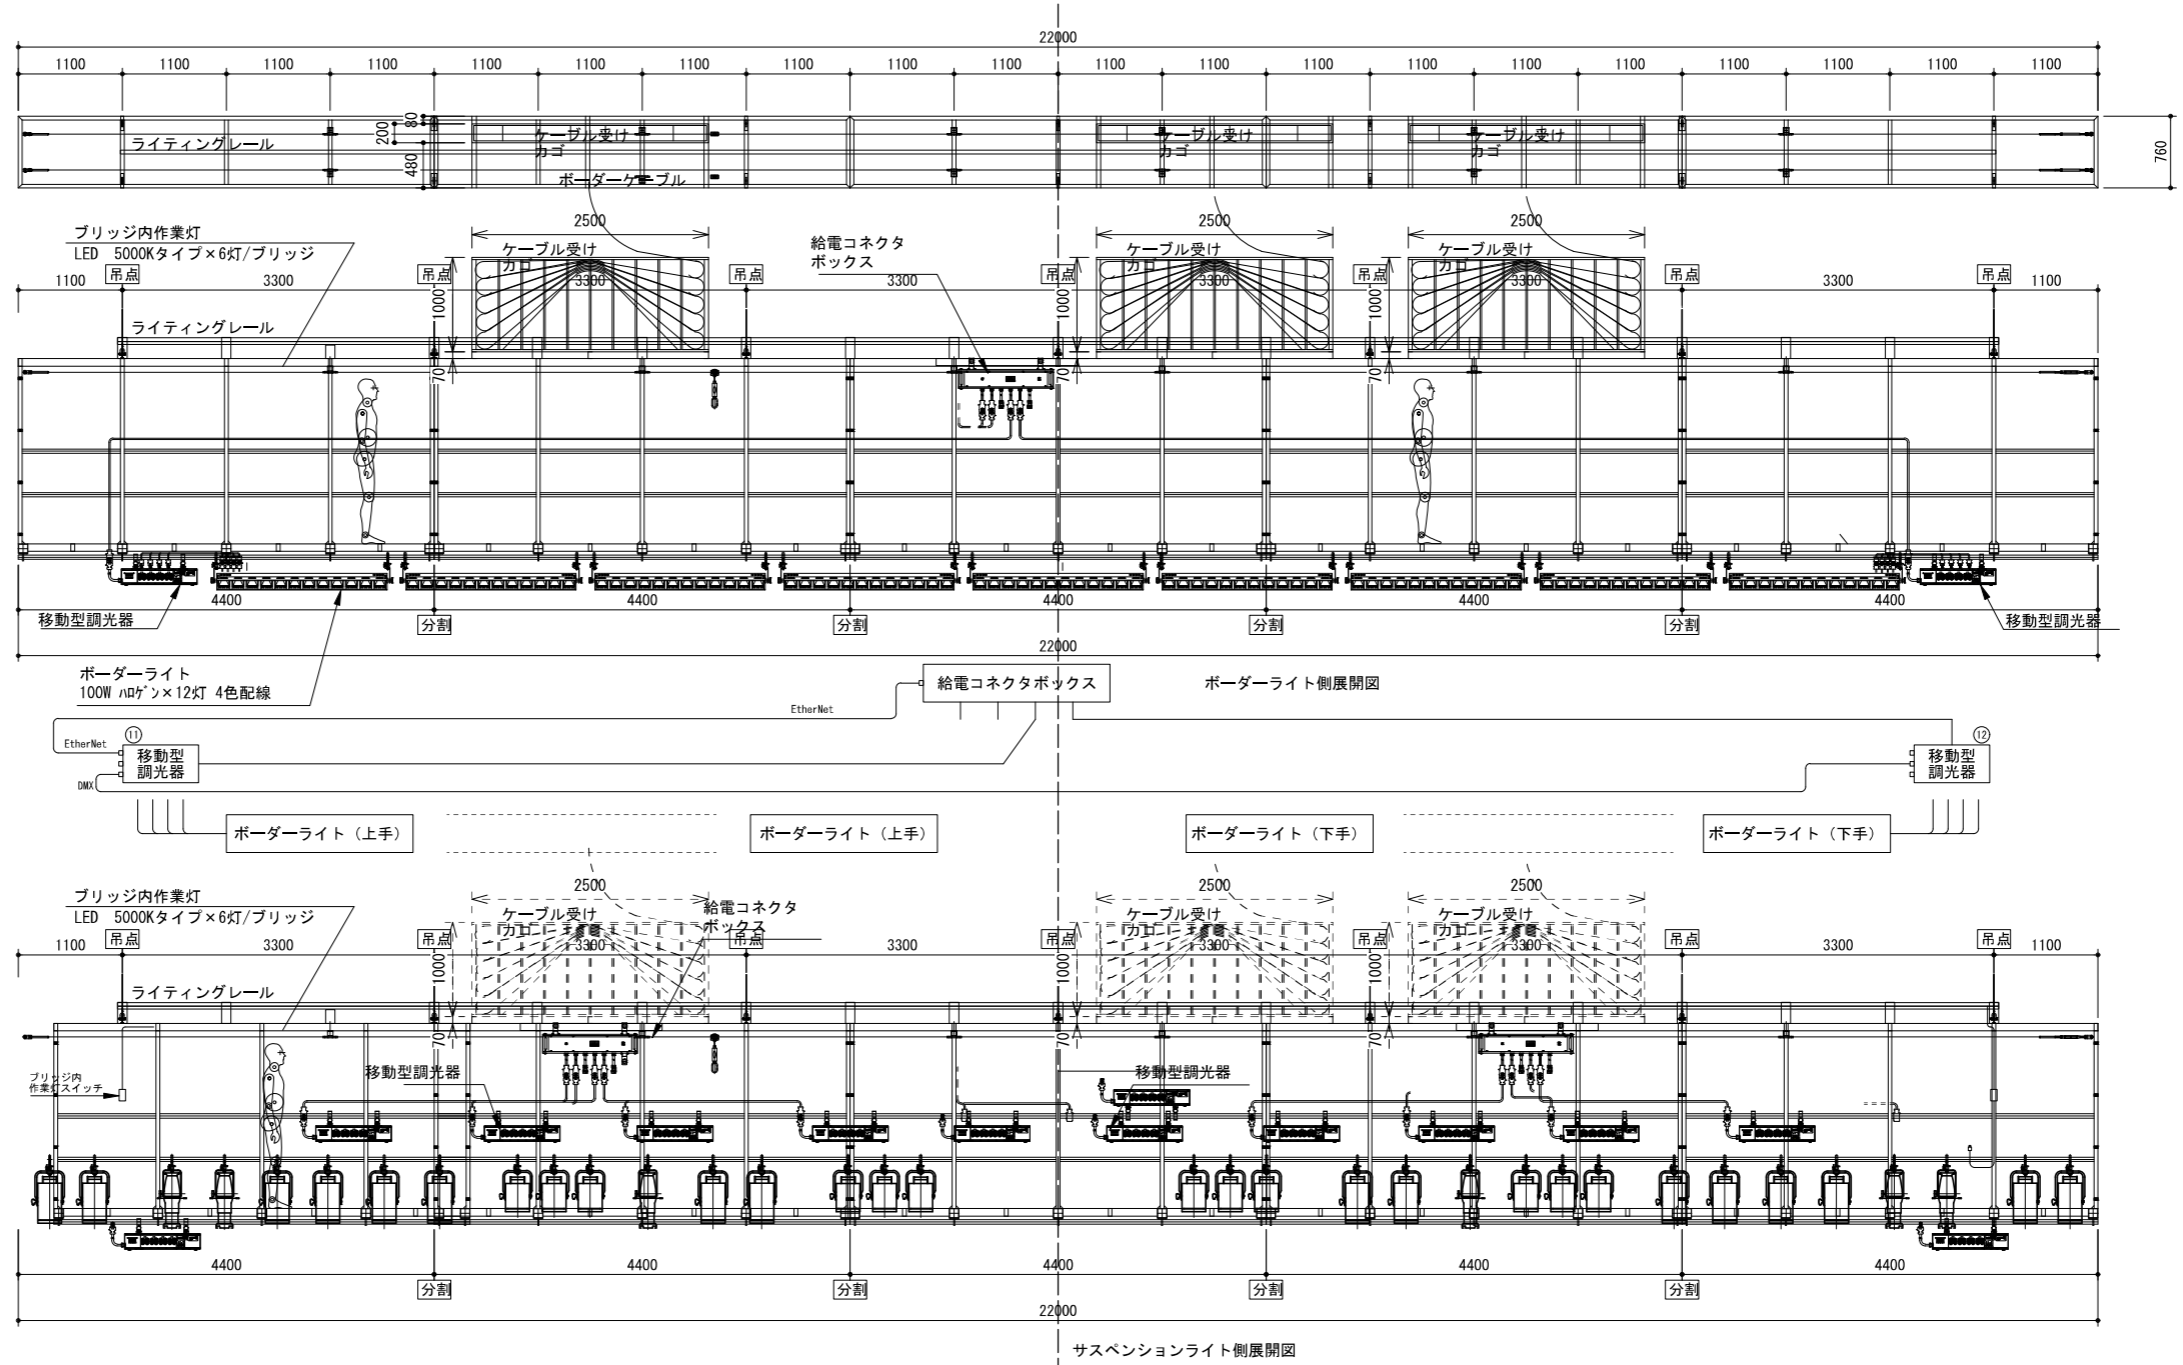 22000
1100 1100 1100 1100 1100 1100 1100 1100 1100 1100 1100 1100 1100 1100 1100 1100 1100 1100 1100 1100
80
200
480
760
ライティングレール
ケーブル受け
カゴ
ケーブル受け
カゴ
ケーブル受け
カゴ
ボーダーケーブル
ブリッジ内作業灯
LED 5000Kタイプ×6灯/ブリッジ
2500
2500
2500
ケーブル受け
カゴ
ケーブル受け
カゴ
ケーブル受け
カゴ
給電コネクタ
ボックス
吊点 吊点 吊点 吊点 吊点 吊点 吊点
1100 3300 3300 3300 3300 3300 3300 1100
1000 1000 1000
70 70 70
ライティングレール
4400 4400 4400 4400 4400
移動型調光器
移動型調光器
分割 分割 分割 分割
22000
ボーダーライト
100W ハロゲン×12灯 4色配線
給電コネクタボックス
ボーダーライト側展開図
EtherNet
EtherNet
⑪
移動型
調光器
DMX
⑫
移動型
調光器
ボーダーライト（上手）
ボーダーライト（上手）
ボーダーライト（下手）
ボーダーライト（下手）
ブリッジ内作業灯
LED 5000Kタイプ×6灯/ブリッジ
2500
2500
2500
ケーブル受け
カゴ
ケーブル受け
カゴ
ケーブル受け
カゴ
給電コネクタ
ボックス
吊点 吊点 吊点 吊点 吊点 吊点 吊点
1100 3300 3300 3300 3300 3300 3300 1100
1000 1000 1000
70 70 70
ライティングレール
ブリッジ内
作業灯スイッチ
移動型調光器
移動型調光器
4400 4400 4400 4400 4400
分割 分割 分割 分割
22000
サスペンションライト側展開図